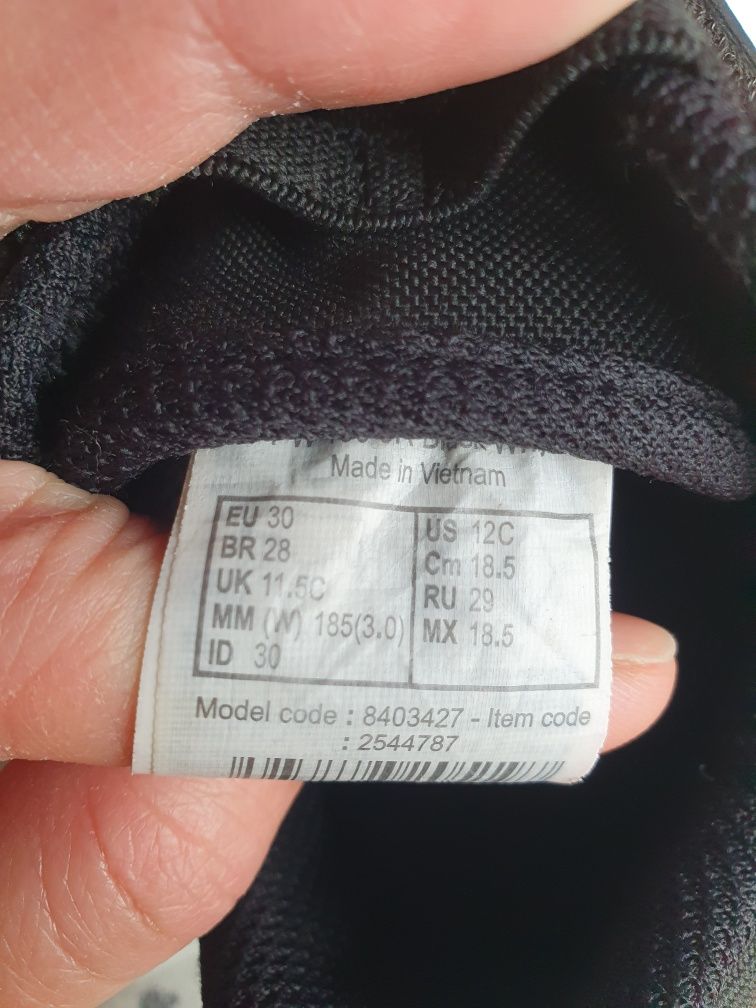 Made in Vietnam
EU 30
BR 28
UK 11.5C
MM (W) 185(3.0)
ID 30
US 12C
Cm 18.5
RU 29
MX 18.5
Model code : 8403427 - Item code
: 2544787